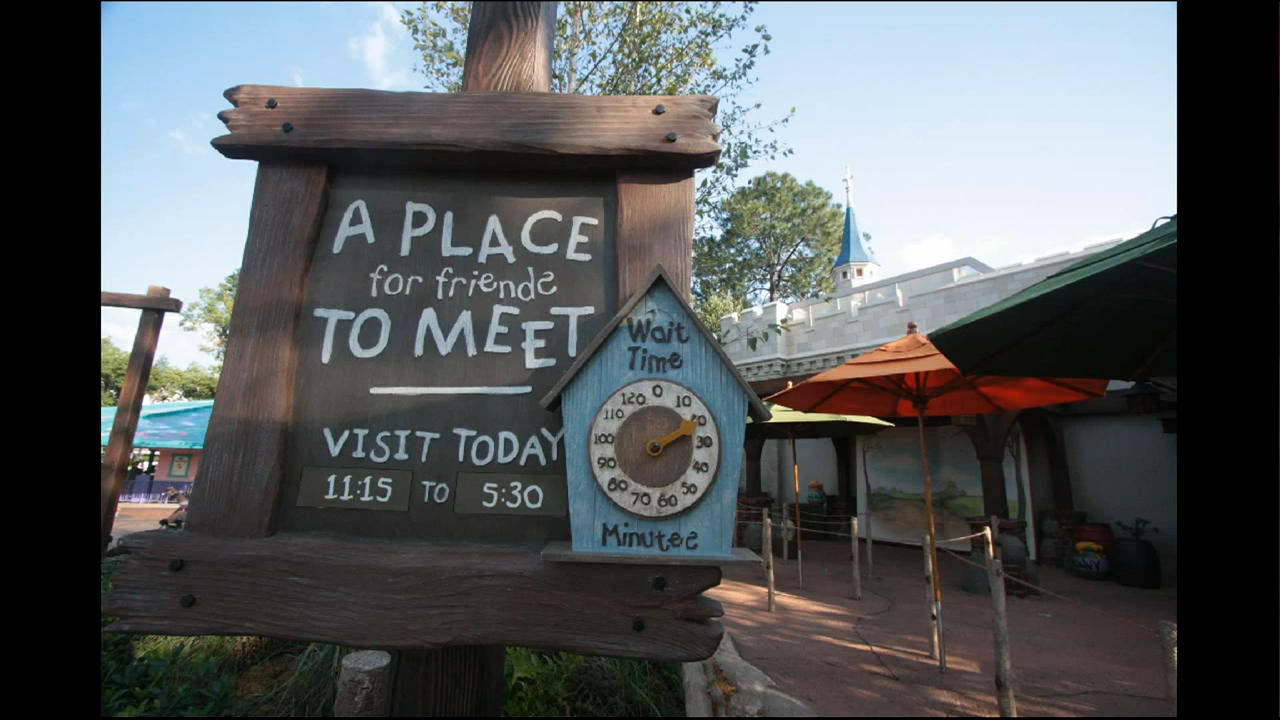 A PLACE
for friends
TO MEET
VISIT TODAY
11:15 TO 5:30
Wait
Time
0
10
20
30
40
50
60
70
80
90
100
110
120
Minutes